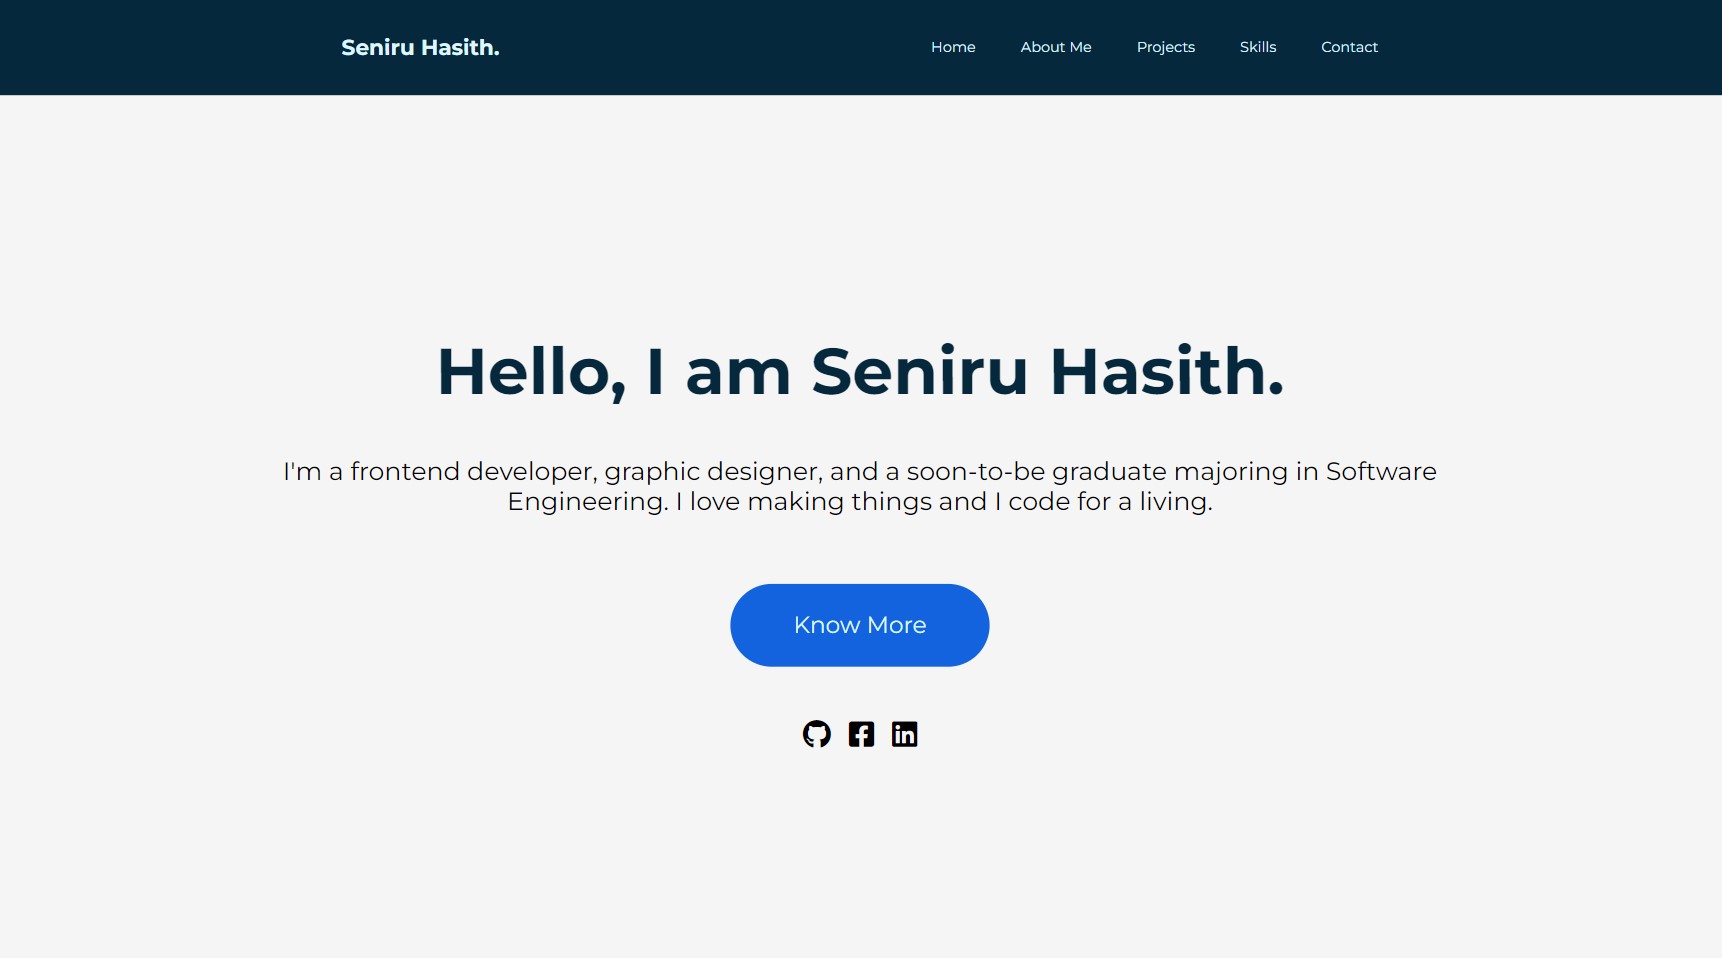 Seniru Hasith.
Home About Me Projects Skills Contact
Hello, I am Seniru Hasith.
I'm a frontend developer, graphic designer, and a soon-to-be graduate majoring in Software
Engineering. I love making things and I code for a living.
Know More